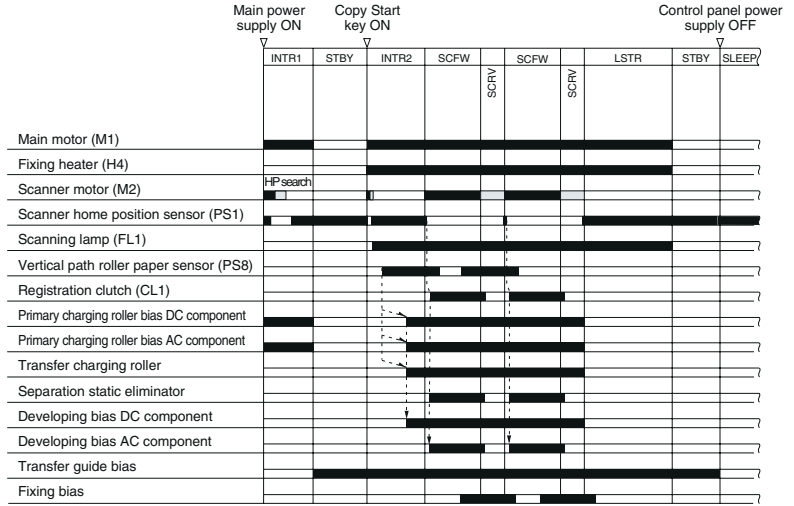 Main power
supply ON
Copy Start
key ON
Control panel power
supply OFF
INTR1 STBY INTR2 SCFW SCRV SCFW SCRV LSTR STBY SLEEP
Main motor (M1)
Fixing heater (H4)
HP search
Scanner motor (M2)
Scanner home position sensor (PS1)
Scanning lamp (FL1)
Vertical path roller paper sensor (PS8)
Registration clutch (CL1)
Primary charging roller bias DC component
Primary charging roller bias AC component
Transfer charging roller
Separation static eliminator
Developing bias DC component
Developing bias AC component
Transfer guide bias
Fixing bias